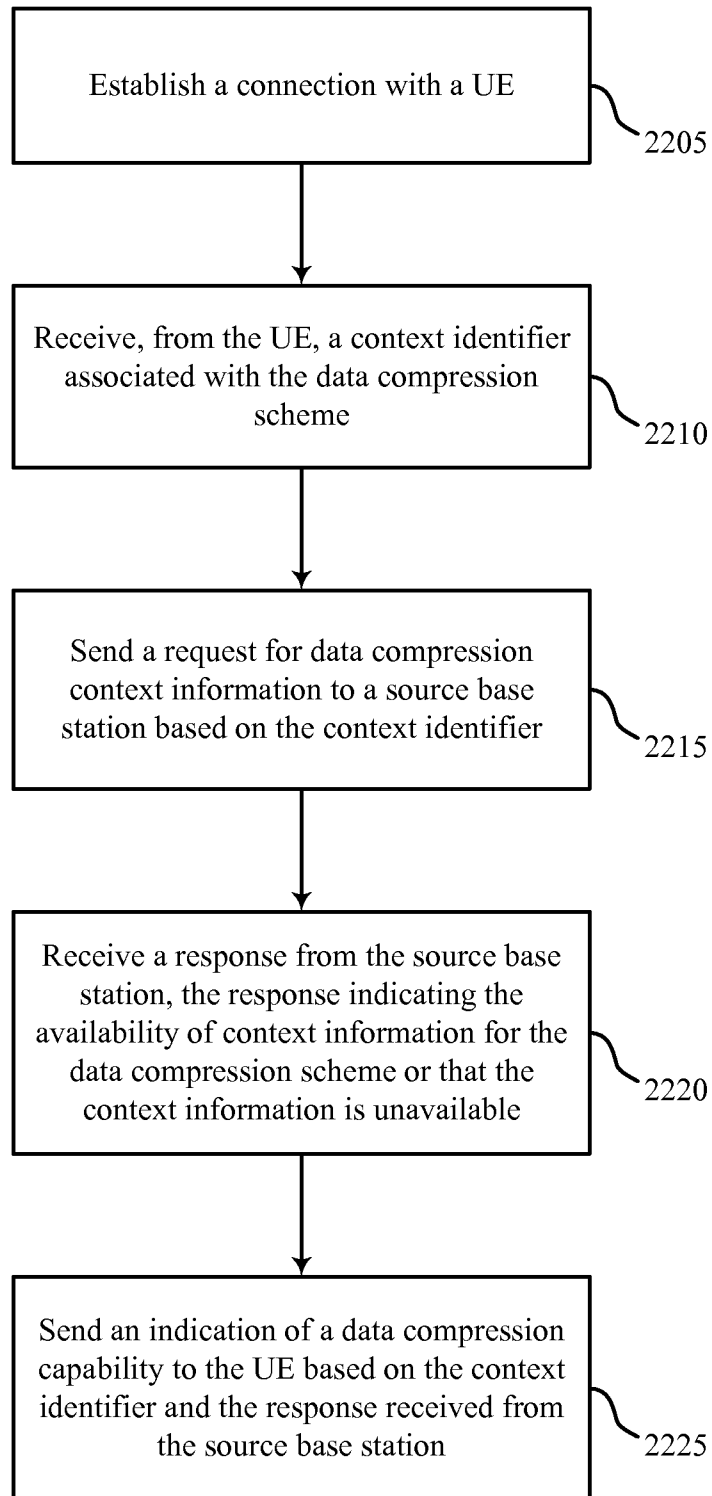 Establish a connection with a UE
2205
Receive, from the UE, a context identifier
associated with the data compression
scheme
2210
Send a request for data compression
context information to a source base
station based on the context identifier
2215
Receive a response from the source base
station, the response indicating the
availability of context information for the
data compression scheme or that the
context information is unavailable
2220
Send an indication of a data compression
capability to the UE based on the context
identifier and the response received from
the source base station
2225